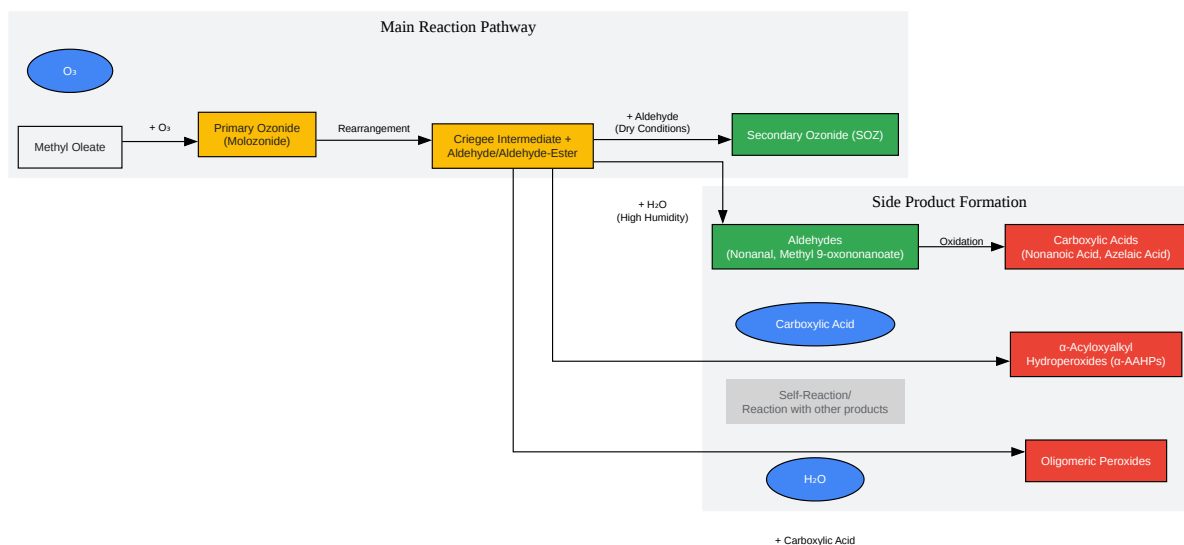 Main Reaction Pathway
O₃
+ O₃
Methyl Oleate
Primary Ozonide
(Molozonide)
Rearrangement
Criegee Intermediate +
Aldehyde/Aldehyde-Ester
+ Aldehyde
(Dry Conditions)
Secondary Ozonide (SOZ)
+ H₂O
(High Humidity)
Side Product Formation
Aldehydes
(Nonanal, Methyl 9-oxononanoate)
Oxidation
Carboxylic Acids
(Nonanoic Acid, Azelaic Acid)
Carboxylic Acid
α-Acyloxyalkyl
Hydroperoxides (α-AAHPs)
Self-Reaction/
Reaction with other products
Oligomeric Peroxides
H₂O
+ Carboxylic Acid